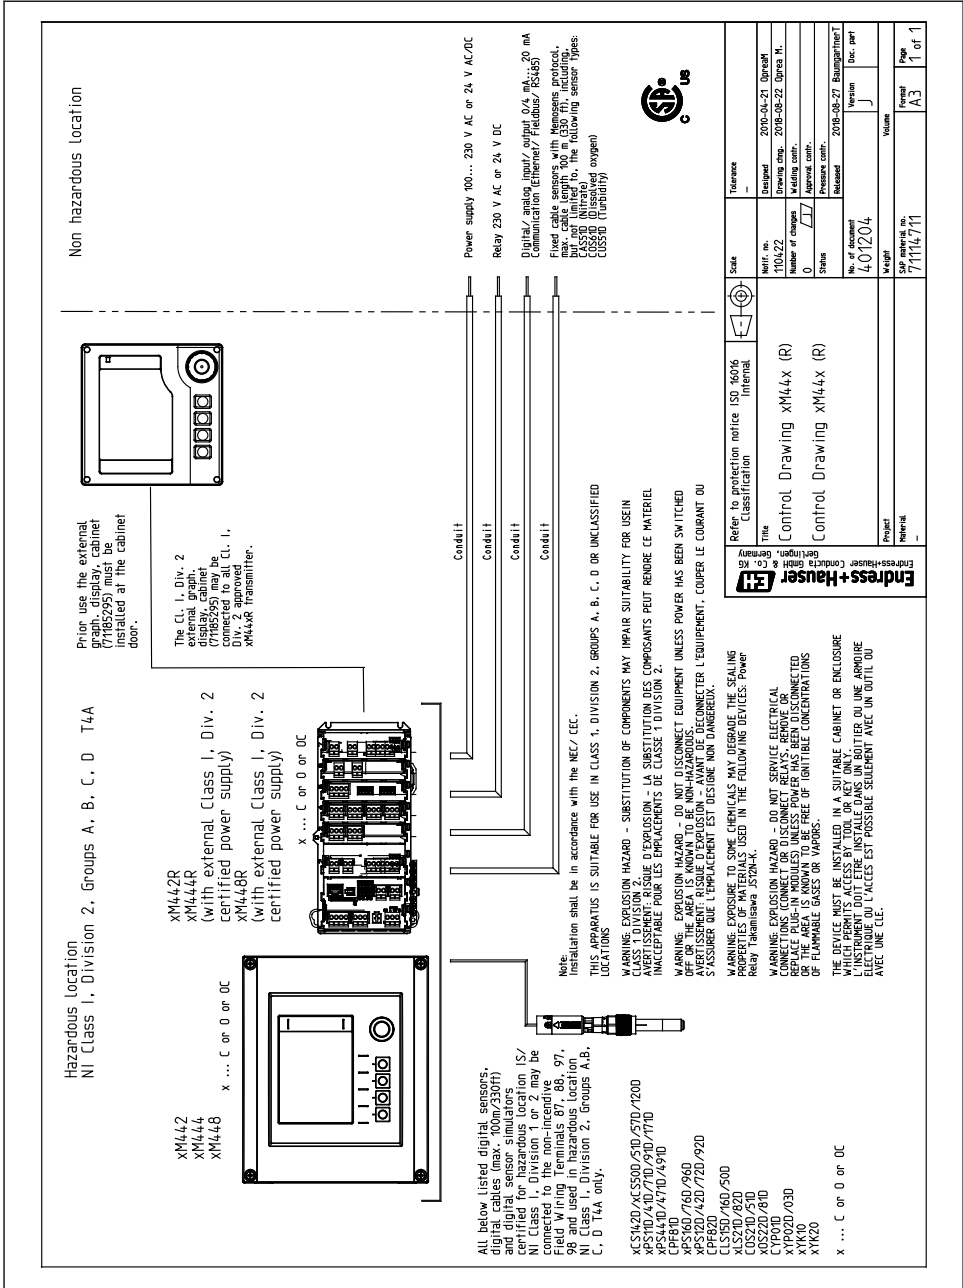 Hazardous location
NI Class I, Division 2, Groups A, B, C, D    T4A
Non hazardous location
xM442
xM444
xM448
x ... C or O or OC
xM442R
xM444R
(With external Class I, Div. 2
certified power supply)
xM448R
(With external Class I, Div. 2
certified power supply)
x ... C or O or OC
Prior use the external
graph. display, cabinet
(71185295) must be
installed at the cabinet
door.
The Cl. I, Div. 2
external graph.
display, cabinet
(71185295) may be
connected to all Cl. I,
Div. 2 approved
xM44xR transmitter.
Conduit
Conduit
Conduit
Conduit
Power supply 100... 230 V AC or 24 V AC/DC
Relay 230 V AC or 24 V DC
Digital/ analog input/ output 0/4 mA... 20 mA
Communication (Ethernet/ Fieldbus/ RS485)
Fixed cable sensors with Memosens protocol,
max. cable length 100 m (330 ft), including,
but not limited to, the following sensor types:
CAS51D (Nitrate)
COS61D (Dissolved oxygen)
CUS51D (Turbidity)
C US
All below listed digital sensors,
digital cables (max. 100m/330ft)
and digital sensor simulators
certified for hazardous location IS/
NI Class I, Division 1 or 2 may be
connected to the non-incendive
Field Wiring Terminals 87, 88, 97,
98 and used in hazardous location
NI Class I, Division 2, Groups A,B,
C, D T4A only.
xCS142D/xCS50D/51D/57D/120D
xPS11D/41D/71D/91D/171D
xPS441D/471D/491D
CPF81D
xPS16D/76D/96D
xPS12D/42D/72D/92D
CPF82D
CLS15D/16D/50D
xLS21D/82D
COS21D/51D
xOS22D/81D
CYP01D
xYP02D/03D
xYK10
xYK20
x ... C or O or OC
Note:
Installation shall be in accordance with the NEC/ CEC.
THIS APPARATUS IS SUITABLE FOR USE IN CLASS 1, DIVISION 2, GROUPS A, B, C, D OR UNCLASSIFIED
LOCATIONS
WARNING: EXPLOSION HAZARD - SUBSTITUTION OF COMPONENTS MAY IMPAIR SUITABILITY FOR USEIN
CLASS 1 DIVISION 2.
AVERTISSEMENT: RISQUE D'EXPLOSION - LA SUBSTITUTION DES COMPOSANTS PEUT RENDRE CE MATERIEL
INACCEPTABLE POUR LES EMPLACEMENTS DE CLASSE 1 DIVISION 2.
WARNING: EXPLOSION HAZARD - DO NOT DISCONNECT EQUIPMENT UNLESS POWER HAS BEEN SWITCHED
OFF OR THE AREA IS KNOWN TO BE NON-HAZARDOUS.
AVERTISSEMENT: RISQUE D'EXPLOSION - AVANT DE DECONNECTER L'EQUIPEMENT, COUPER LE COURANT OU
S'ASSURER QUE L'EMPLACEMENT EST DESIGNE NON DANGEREUX.
WARNING: EXPOSURE TO SOME CHEMICALS MAY DEGRADE THE SEALING
PROPERTIES OF MATERIALS USED IN THE FOLLOWING DEVICES: Power
Relay Takamisawa JS12N-K.
WARNING: EXPLOSION HAZARD - DO NOT SERVICE ELECTRICAL
CONNECTIONS (CONNECT OR DISCONNECT RELAYS, REMOVE OR
REPLACE PLUG-IN MODULES) UNLESS POWER HAS BEEN DISCONNECTED
OR THE AREA IS KNOWN TO BE FREE OF IGNITIBLE CONCENTRATIONS
OF FLAMMABLE GASES OR VAPORS.
THE DEVICE MUST BE INSTALLED IN A SUITABLE CABINET OR ENCLOSURE
WHICH PERMITS ACCESS BY TOOL OR KEY ONLY.
L'INSTRUMENT DOIT ETRE INSTALLE DANS UN BOITIER OU UNE ARMOIRE
ELECTRIQUE OU L'ACCES EST POSSIBLE SEULEMENT AVEC UN OUTIL OU
AVEC UNE CLE.
Endress+Hauser EH
Endress+Hauser Conducta GmbH & Co. KG
Gerlingen, Germany
Refer to protection notice ISO 16016
Classification    Internal
Title
Control Drawing xM44x (R)
Control Drawing xM44x (R)
Project
Material
-
Scale
Tolerance
-
Notif. no.
110422
Number of changes
0
Status
Designed 2010-04-21 OpreaM
Drawing chng. 2018-08-22 Oprea M.
Welding contr.
Approval contr.
Pressure contr.
Released 2018-08-27 BaumgartnerT
No. of document
401204
Version
J
Doc. part
Weight
Volume
SAP material no.
71114711
Format
A3
Page
1 of 1